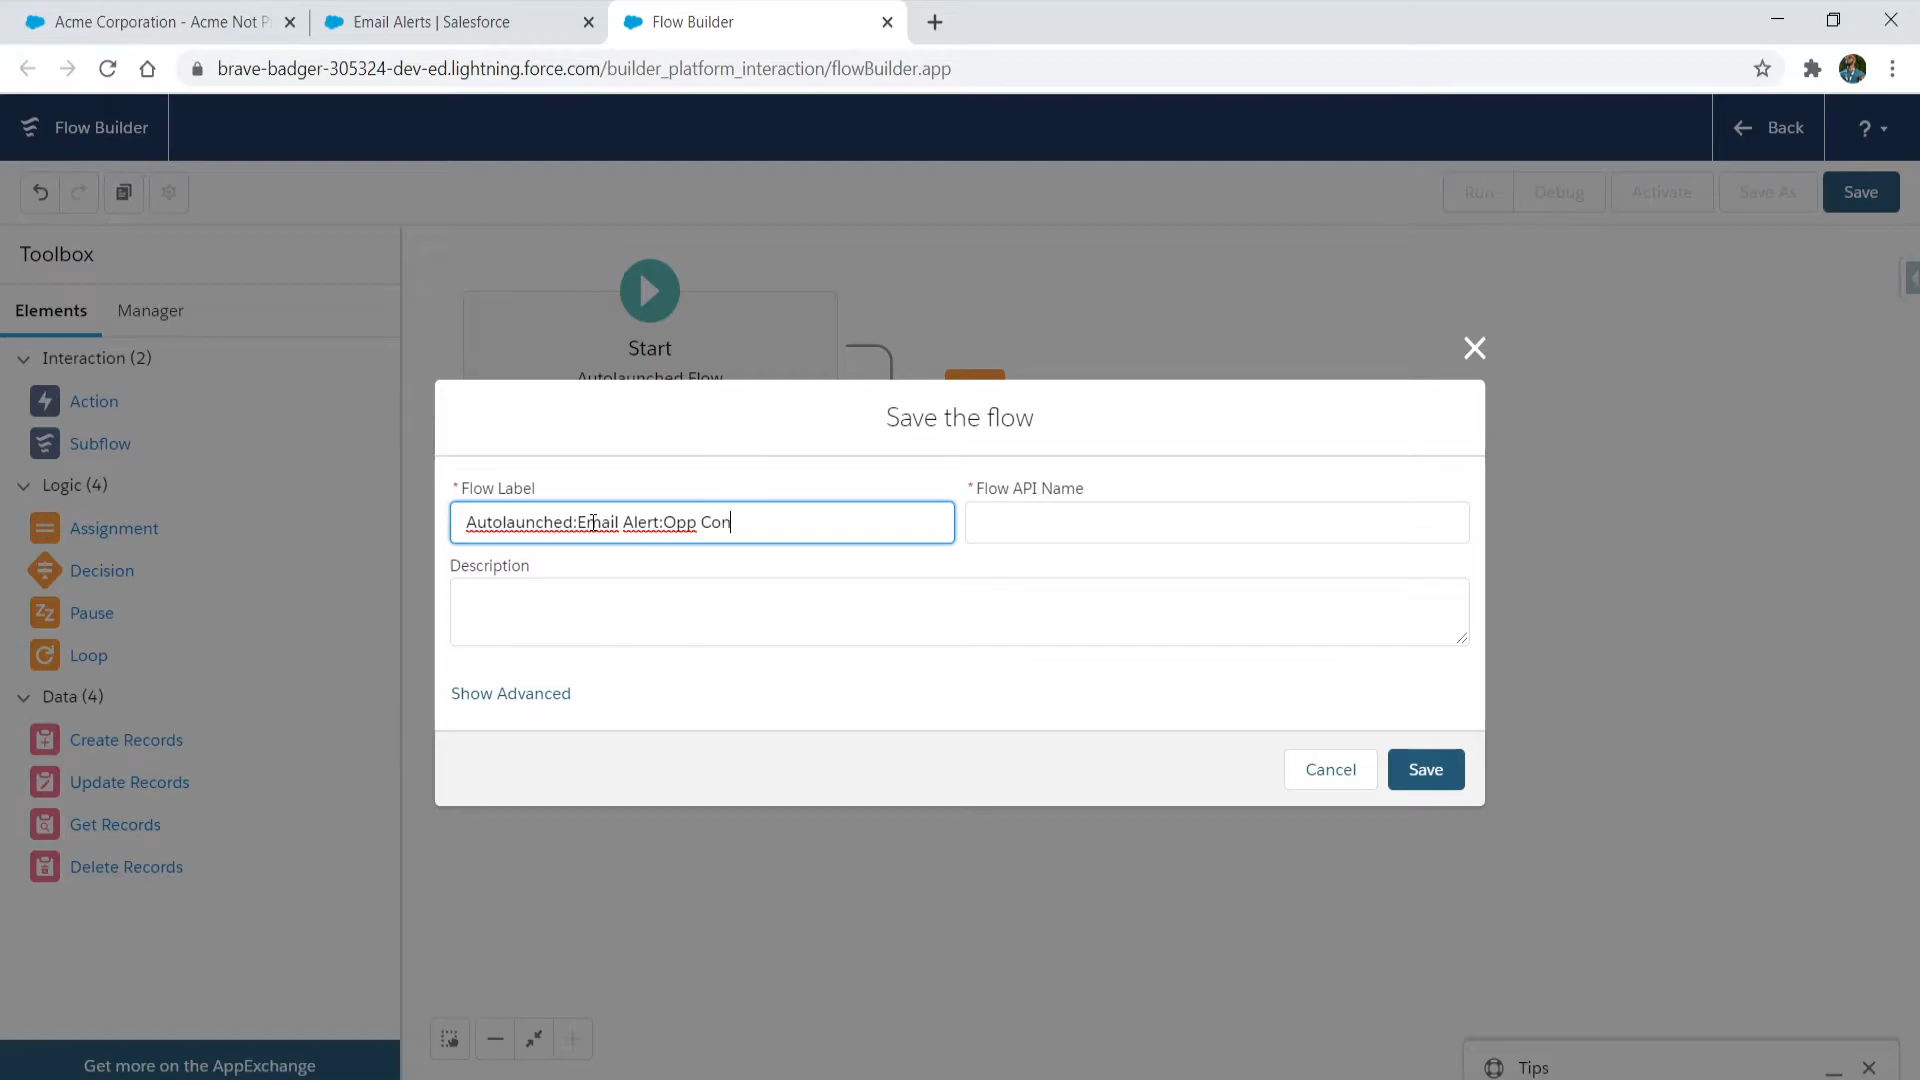 Acme Corporation - Acme Not P
Email Alerts | Salesforce
Flow Builder
brave-badger-305324-dev-ed.lightning.force.com/builder_platform_interaction/flowBuilder.app
Flow Builder
Back
?
Run
Debug
Activate
Save As
Save
Toolbox
Elements
Manager
Interaction (2)
Action
Subflow
Logic (4)
Assignment
Decision
Pause
Loop
Data (4)
Create Records
Update Records
Get Records
Delete Records
Get more on the AppExchange
Start
Autolaunched Flow
Save the flow
* Flow Label
* Flow API Name
Autolaunched:Email Alert:Opp Con
Description
Show Advanced
Cancel
Save
Tips